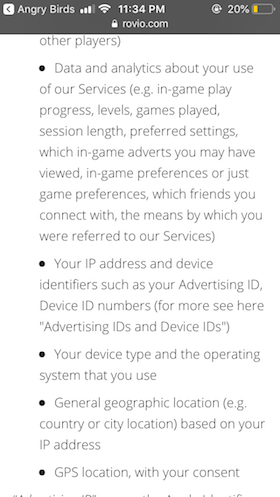 Angry Birds 11:34 PM 20%
rovio.com
other players)
• Data and analytics about your use
of our Services (e.g. in-game play
progress, levels, games played,
session length, preferred settings,
which in-game adverts you may have
viewed, in-game preferences or just
game preferences, which friends you
connect with, the means by which you
were referred to our Services)
• Your IP address and device
identifiers such as your Advertising ID,
Device ID numbers (for more see here
"Advertising IDs and Device IDs")
• Your device type and the operating
system that you use
• General geographic location (e.g.
country or city location) based on your
IP address
• GPS location, with your consent